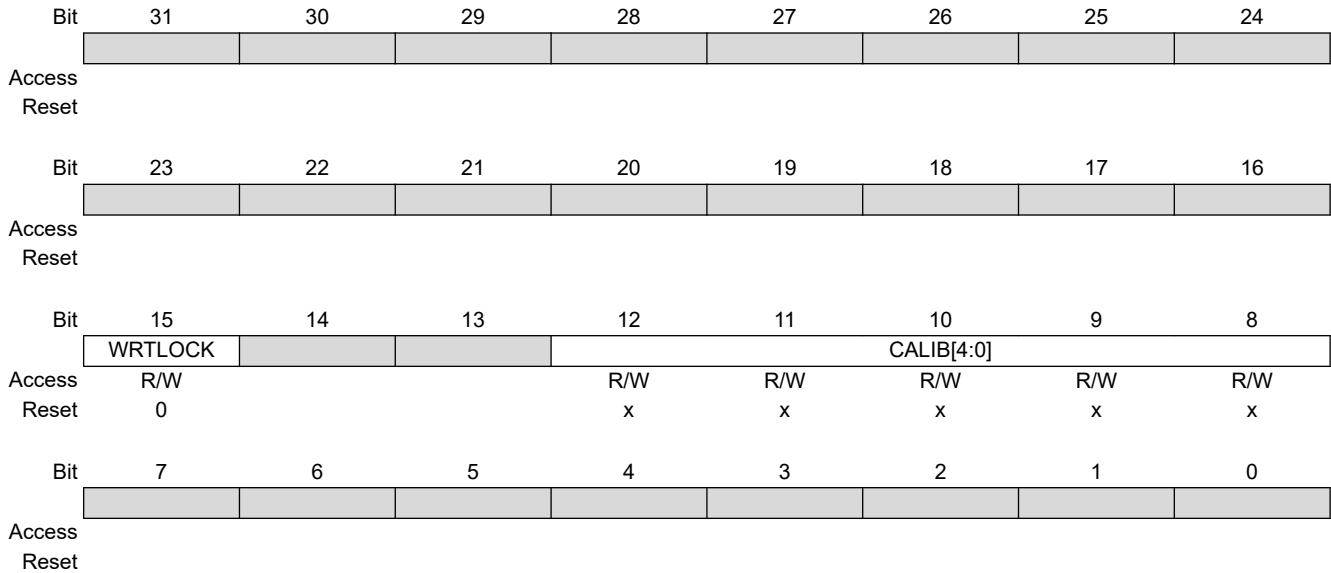 Bit 31 30 29 28 27 26 25 24
Access
Reset
Bit 23 22 21 20 19 18 17 16
Access
Reset
Bit 15 14 13 12 11 10 9 8
WRTLOCK CALIB[4:0]
Access R/W R/W R/W R/W R/W R/W
Reset 0 x x x x x
Bit 7 6 5 4 3 2 1 0
Access
Reset